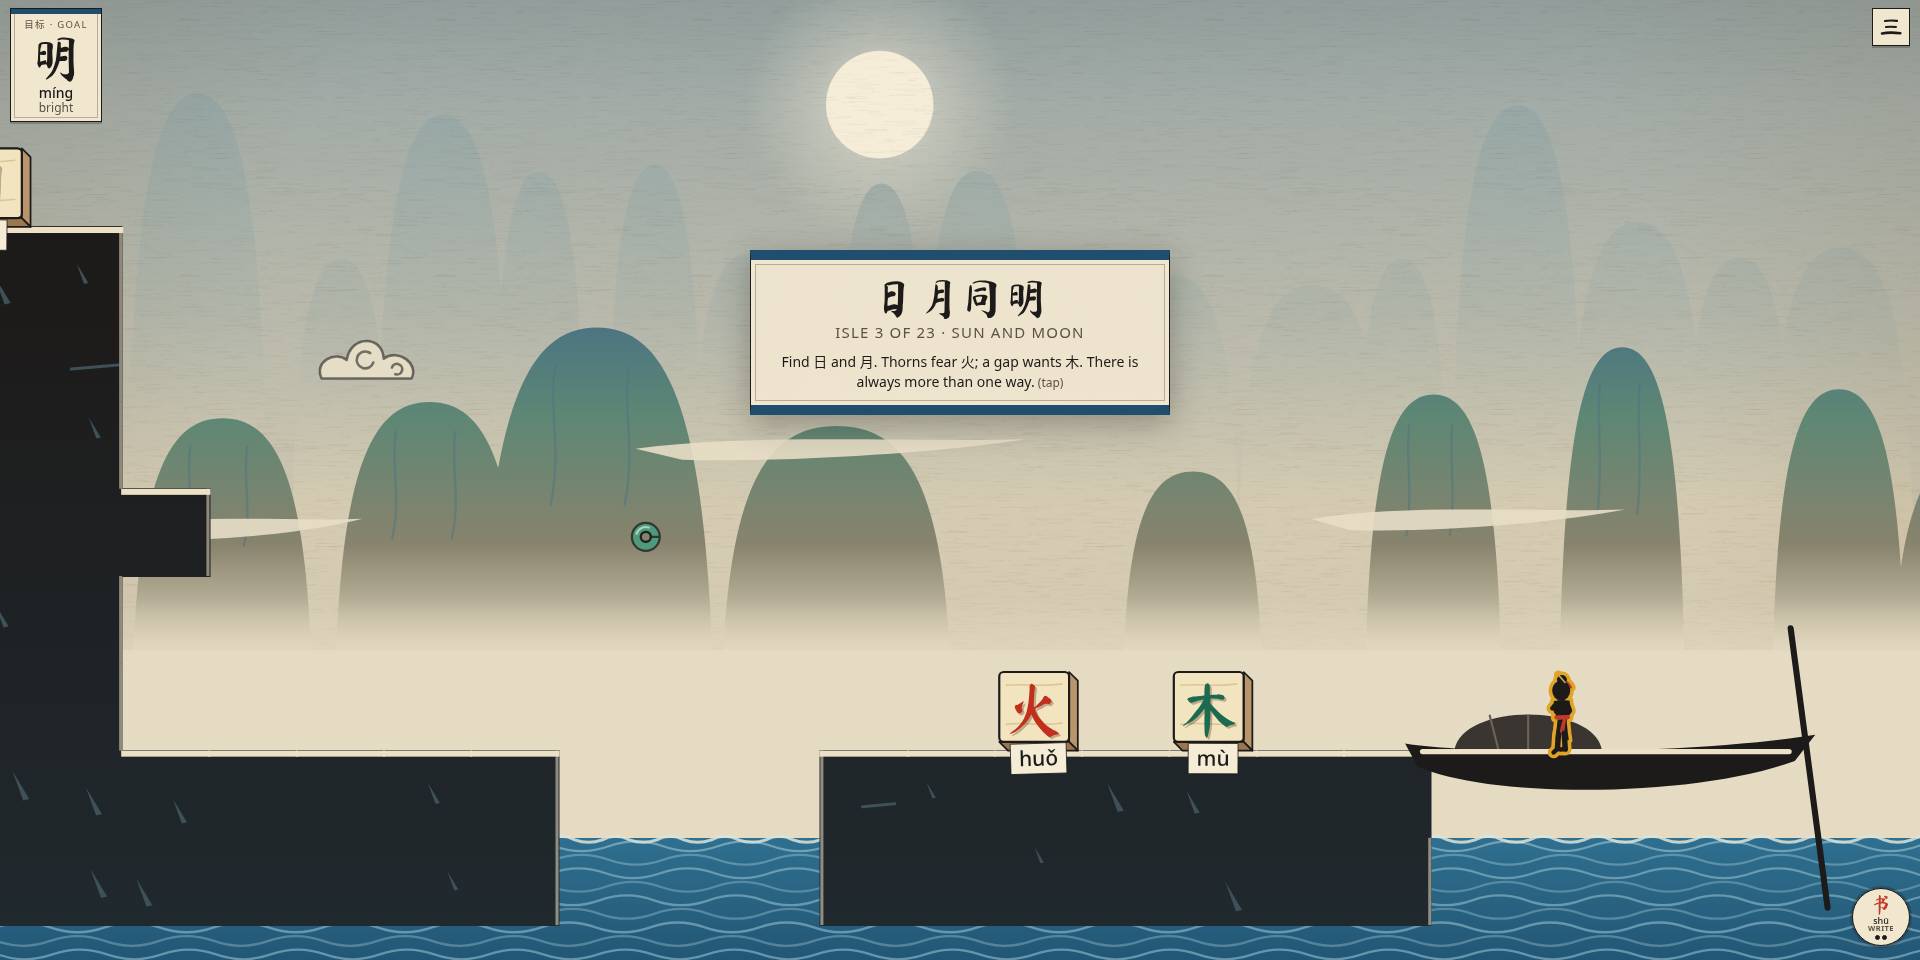 目标 · GOAL
明
míng
bright
三
日月同明
ISLE 3 OF 23 · SUN AND MOON
Find 日 and 月. Thorns fear 火; a gap wants 木. There is
always more than one way. (tap)
火
huǒ
木
mù
书
shū
WRITE